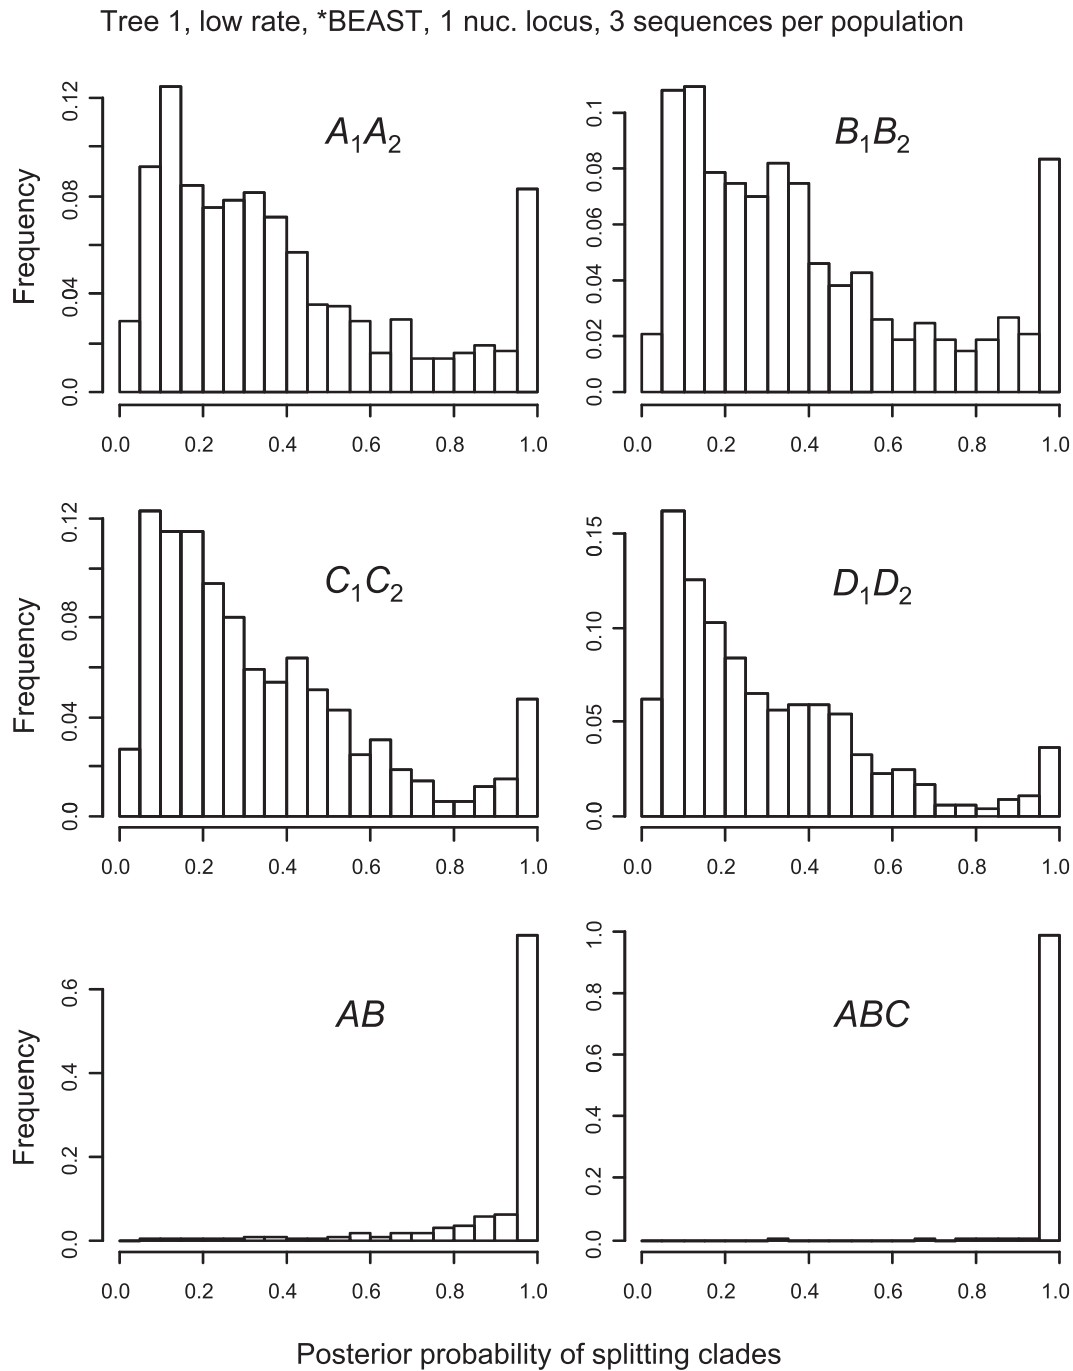 Tree 1, low rate, *BEAST, 1 nuc. locus, 3 sequences per population
A1A2
B1B2
Frequency
0.0 0.04 0.08 0.12
0.0 0.02 0.04 0.06 0.08 0.1
0.0 0.2 0.4 0.6 0.8 1.0
0.0 0.2 0.4 0.6 0.8 1.0
C1C2
D1D2
Frequency
0.0 0.04 0.08 0.12
0.0 0.05 0.10 0.15
0.0 0.2 0.4 0.6 0.8 1.0
0.0 0.2 0.4 0.6 0.8 1.0
AB
ABC
Frequency
0.0 0.2 0.4 0.6
0.0 0.2 0.4 0.6 0.8 1.0
0.0 0.2 0.4 0.6 0.8 1.0
0.0 0.2 0.4 0.6 0.8 1.0
Posterior probability of splitting clades